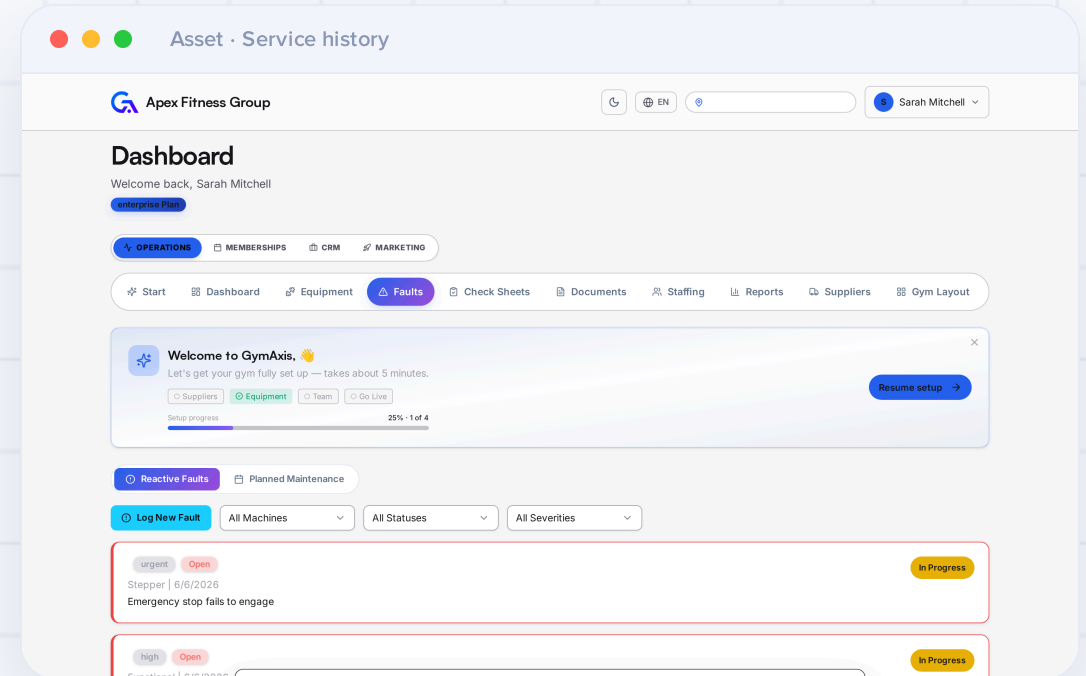 Asset · Service history
Apex Fitness Group
EN
S
Sarah Mitchell
Dashboard
Welcome back, Sarah Mitchell
enterprise Plan
OPERATIONS
MEMBERSHIPS
CRM
MARKETING
Start
Dashboard
Equipment
Faults
Check Sheets
Documents
Staffing
Reports
Suppliers
Gym Layout
Welcome to GymAxis, 👋
Let's get your gym fully set up — takes about 5 minutes.
Suppliers
Equipment
Team
Go Live
Setup progress
25% · 1 of 4
Resume setup
Reactive Faults
Planned Maintenance
Log New Fault
All Machines
All Statuses
All Severities
urgent
Open
In Progress
Stepper | 6/6/2026
Emergency stop fails to engage
high
Open
In Progress